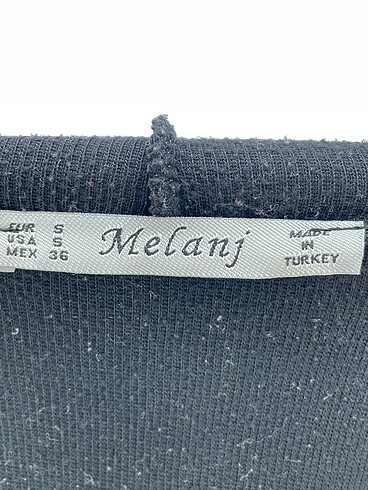 EUR S
USA S
MEX 36
Melanj
MADE
IN
TURKEY